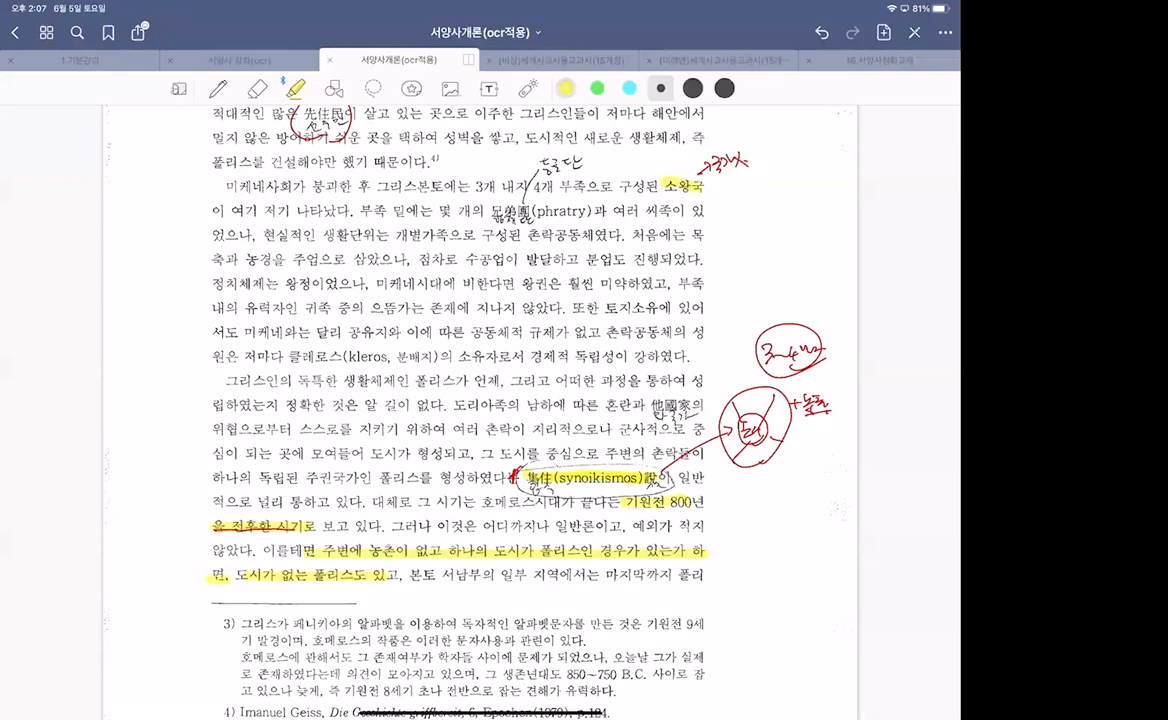 오후 2:07 6월 5일 토요일
81%
서양사개론(ocr적용)
1.기본강의
서양사 강화(ocr)
서양사개론(ocr적용)
[비상]세계사교사용교과서(15개정)
[미래엔]세계사교사용교과서(15개…
적대적인 많은 先住民이 살고 있는 곳으로 이주한 그리스인들이 저마다 해안에서
선주민
멀지 않은 방어하기 쉬운 곳을 택하여 성벽을 쌓고, 도시적인 새로운 생활체제, 즉
폴리스를 건설해야만 했기 때문이다.4)
미케네사회가 붕괴한 후 그리스본토에는 3개 내지 4개 부족으로 구성된 소왕국
이 여기 저기 나타났다. 부족 밑에는 몇 개의 兄弟團(phratry)과 여러 씨족이 있
형제단
었으나, 현실적인 생활단위는 개별가족으로 구성된 촌락공동체였다. 처음에는 목
축과 농경을 주업으로 삼았으나, 점차로 수공업이 발달하고 분업도 진행되었다.
정치체제는 왕정이었으나, 미케네시대에 비한다면 왕권은 훨씬 미약하였고, 부족
내의 유력자인 귀족 중의 으뜸가는 존재에 지나지 않았다. 또한 토지소유에 있어
서도 미케네와는 달리 공유지와 이에 따른 공동체적 규제가 없고 촌락공동체의 성
원은 저마다 클레로스(kleros, 분배지)의 소유자로서 경제적 독립성이 강하였다.
그리스인의 독특한 생활체제인 폴리스가 언제, 그리고 어떠한 과정을 통하여 성
립하였는지 정확한 것은 알 길이 없다. 도리아족의 남하에 따른 혼란과 他國家의
타국가
위협으로부터 스스로를 지키기 위하여 여러 촌락이 지리적으로나 군사적으로 중
심이 되는 곳에 모여들어 도시가 형성되고, 그 도시를 중심으로 주변의 촌락들이
하나의 독립된 주권국가인 폴리스를 형성하였다는 集住(synoikismos)說이 일반
적으로 널리 통하고 있다. 대체로 그 시기는 호메로스시대가 끝나는 기원전 800년
을 전후한 시기로 보고 있다. 그러나 이것은 어디까지나 일반론이고, 예외가 적지
않았다. 이를테면 주변에 농촌이 없고 하나의 도시가 폴리스인 경우가 있는가 하
면, 도시가 없는 폴리스도 있고, 본토 서남부의 일부 지역에서는 마지막까지 폴리
3) 그리스가 페니키아의 알파벳을 이용하여 독자적인 알파벳문자를 만든 것은 기원전 9세
기 말경이며, 호메로스의 작품은 이러한 문자사용과 관련이 있다.
호메로스에 관해서도 그 존재여부가 학자들 사이에 문제가 되었으나, 오늘날 그가 실제
로 존재하였다는데 의견이 모아지고 있으며, 그 생존년대도 850~750 B.C. 사이로 잡
고 있으나 늦게, 즉 기원전 8세기 초나 전반으로 잡는 견해가 유력하다.
4) Imanuel Geiss, Die Geschichte griffbereit, 6, Epochen(1979), p.124.